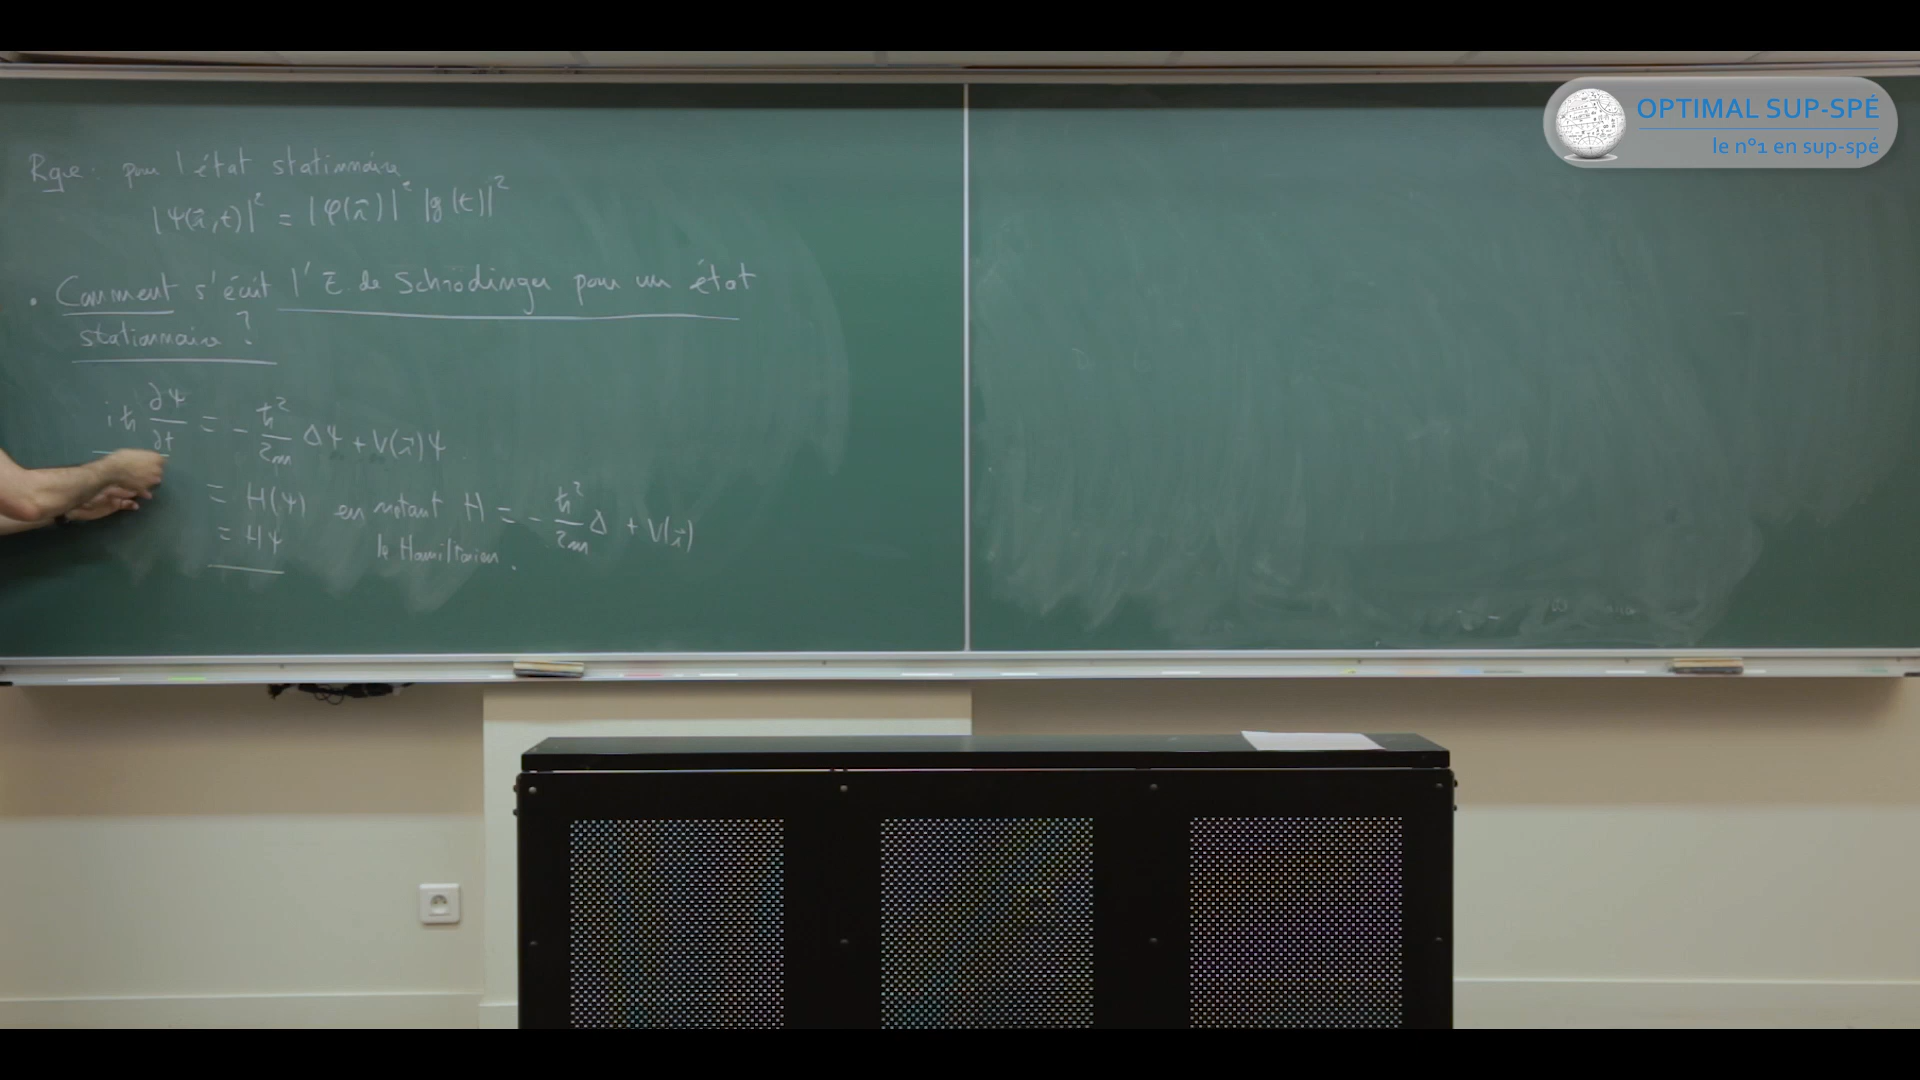 Rque : pour l'état stationnaire
|Ψ(r⃗,t)|² = |φ(r⃗)|² |g(t)|²
• Comment s'écrit l'E. de Schrödinger pour un état
stationnaire ?
iħ ∂Ψ/∂t = - ħ²/2m ΔΨ + V(r⃗)Ψ
= H(Ψ) en notant H = - ħ²/2m Δ + V(r⃗)
= HΨ le Hamiltonien.
OPTIMAL SUP-SPÉ
le n°1 en sup-spé